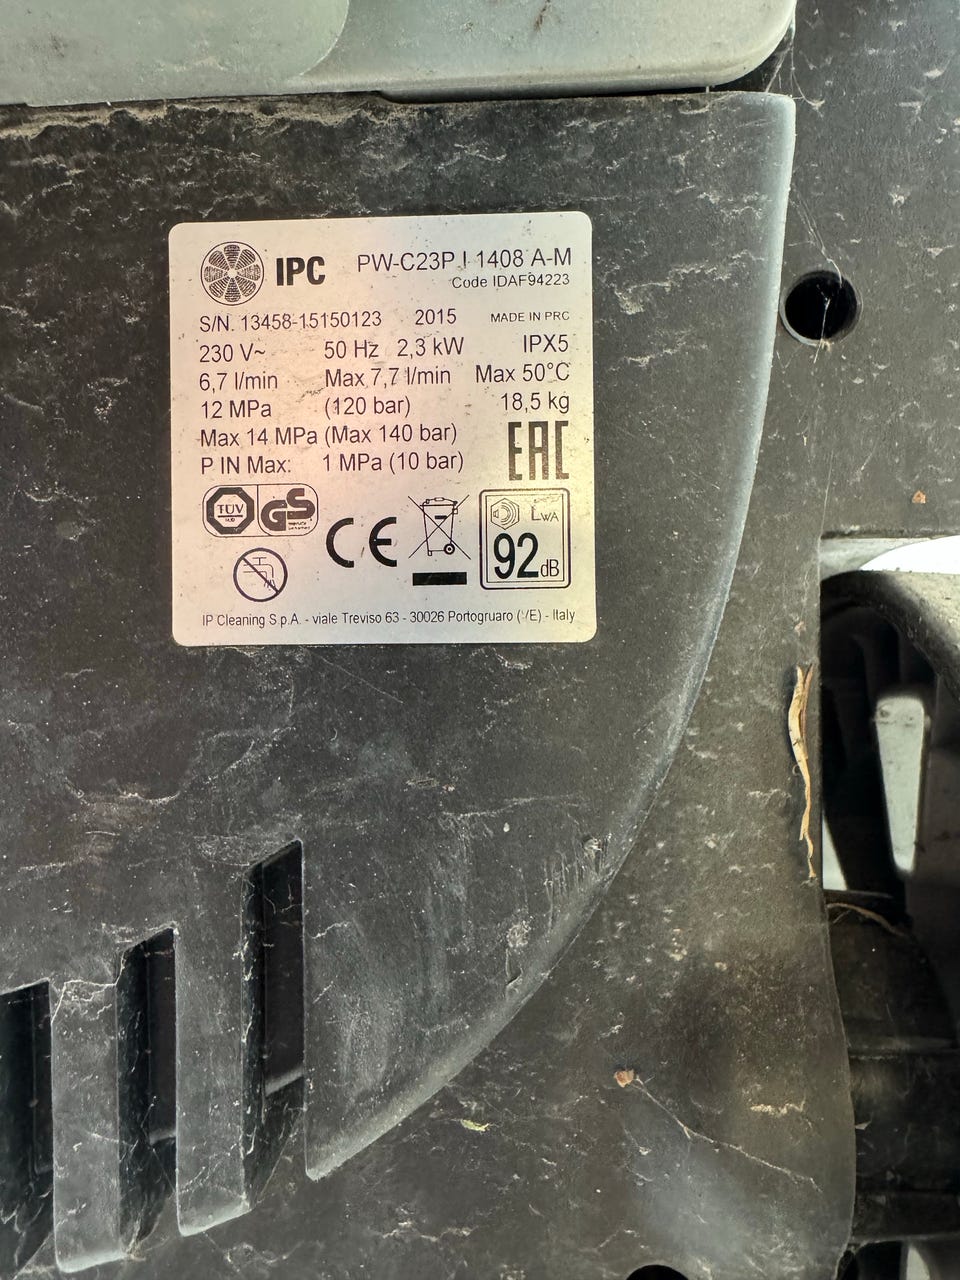 IPC PW-C23P I 1408 A-M
Code IDAF94223
S/N. 13458-15150123 2015 MADE IN PRC
230 V~ 50 Hz 2,3 kW IPX5
6,7 l/min Max 7,7 l/min Max 50°C
12 MPa (120 bar) 18,5 kg
Max 14 MPa (Max 140 bar)
P IN Max: 1 MPa (10 bar)
EAC
TÜV GS
CE
LWA
92 dB
IP Cleaning S.p.A. - viale Treviso 63 - 30026 Portogruaro (VE) - Italy